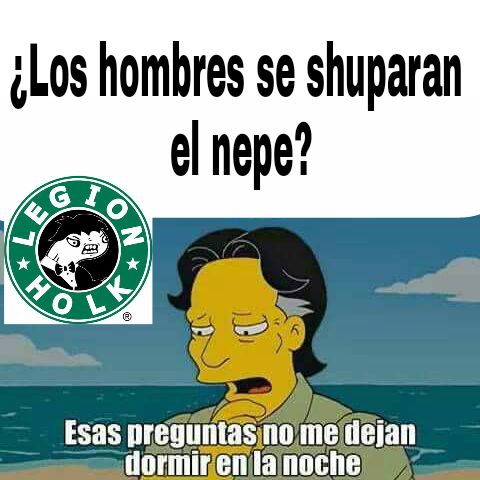 ¿Los hombres se shuparan
el nepe?
LEGION
HOLK
®
Esas preguntas no me dejan
dormir en la noche